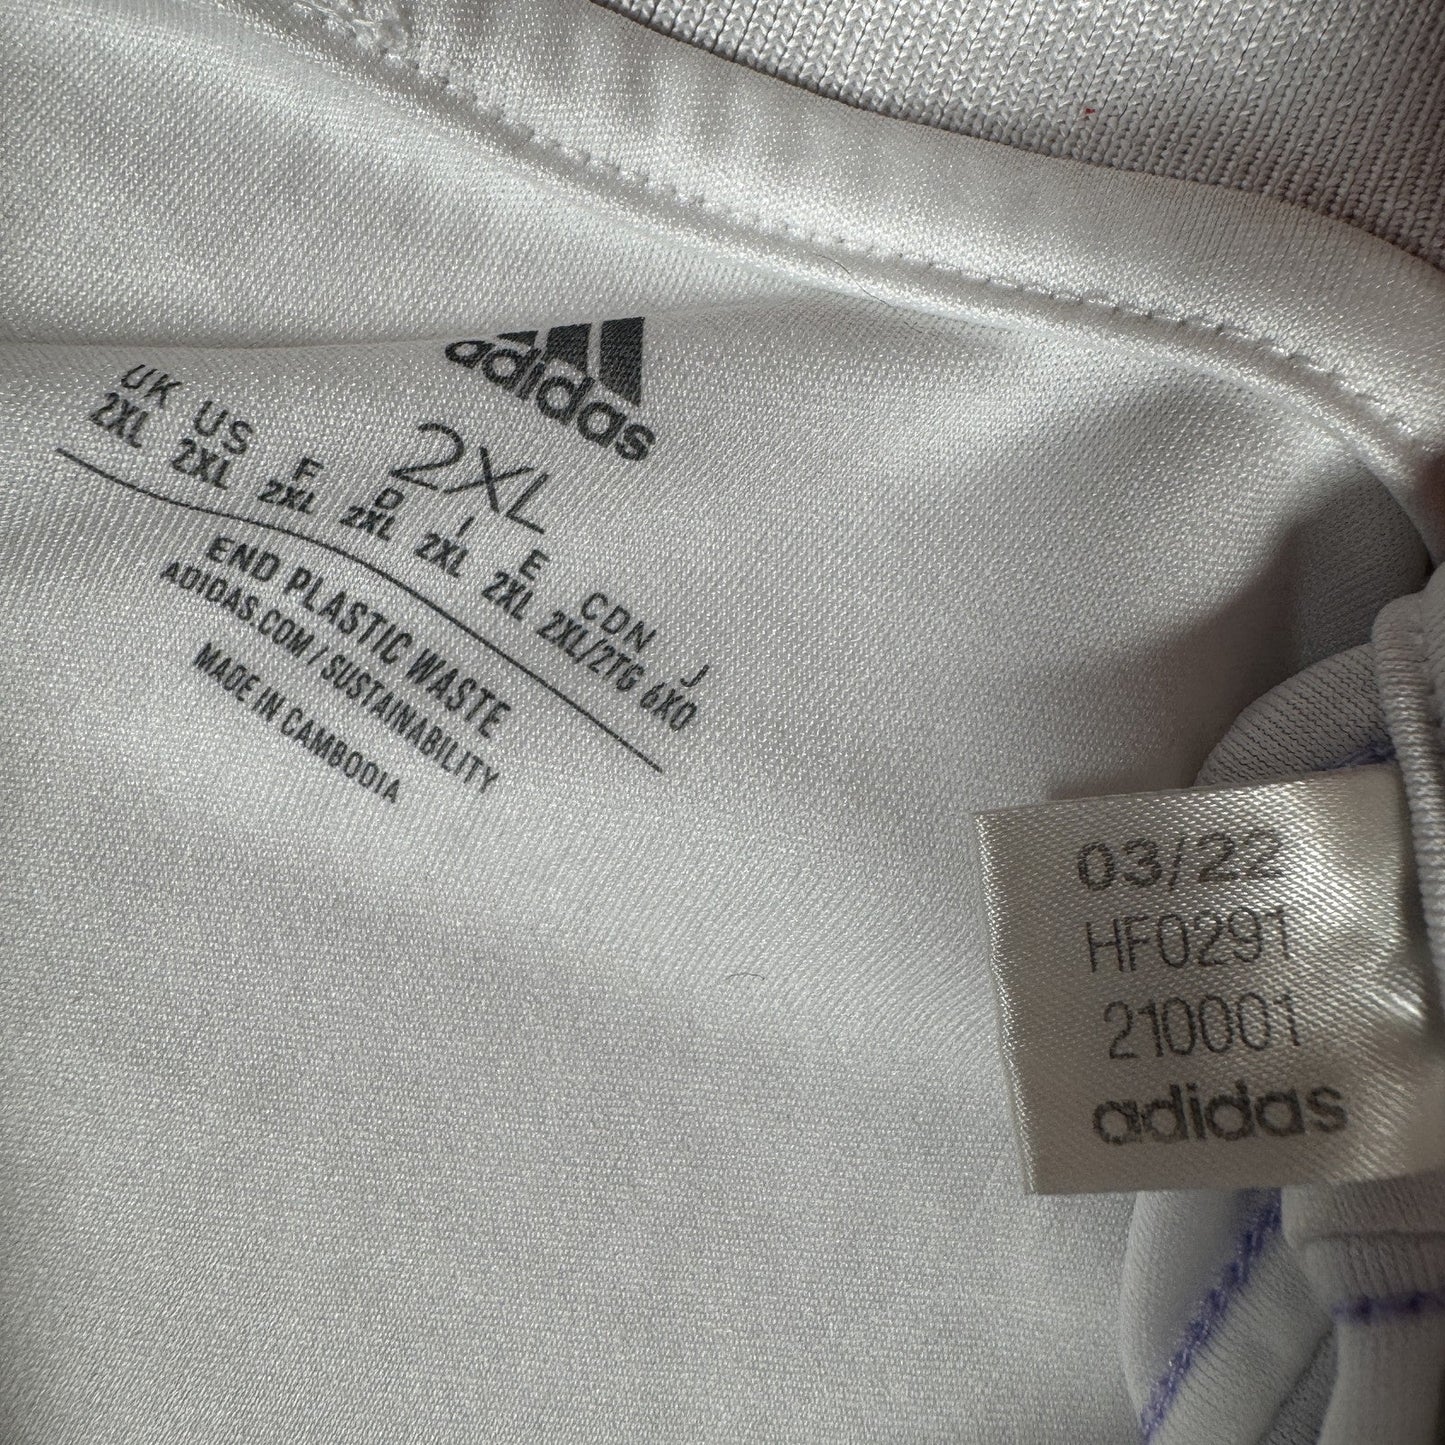 adidas
2XL
UK US F D I E CDN J
2XL 2XL 2XL 2XL 2XL 2XL 2XL/2TG 6XO
END PLASTIC WASTE
ADIDAS.COM / SUSTAINABILITY
MADE IN CAMBODIA
03/22
HF0291
210001
adidas